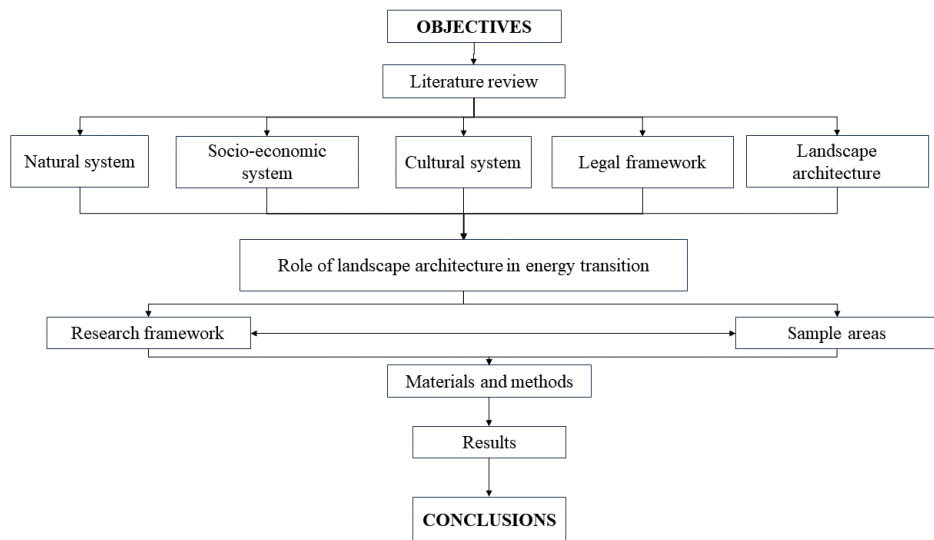 OBJECTIVES
Literature review
Natural system
Socio-economic
system
Cultural system
Legal framework
Landscape
architecture
Role of landscape architecture in energy transition
Research framework
Sample areas
Materials and methods
Results
CONCLUSIONS